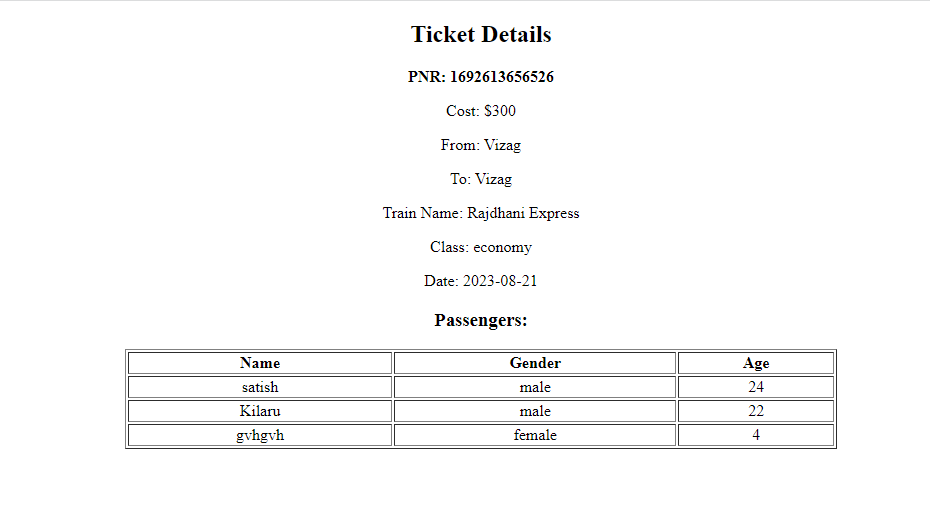 Ticket Details
PNR: 1692613656526
Cost: $300
From: Vizag
To: Vizag
Train Name: Rajdhani Express
Class: economy
Date: 2023-08-21
Passengers:
Name Gender Age
satish male 24
Kilaru male 22
gvhgvh female 4